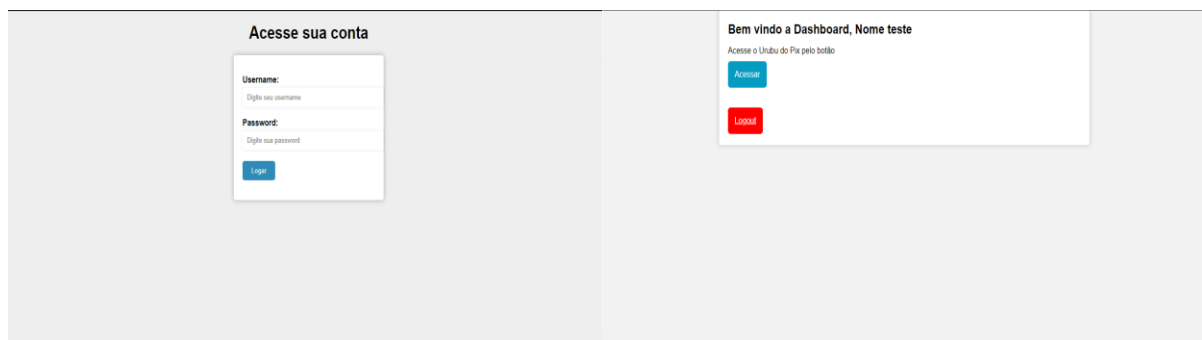 Acesse sua conta
Username:
Digite seu username
Password:
Digite sua password
Logar
Bem vindo a Dashboard, Nome teste
Acesse o Urubu do Pix pelo botão
Acessar
Logout